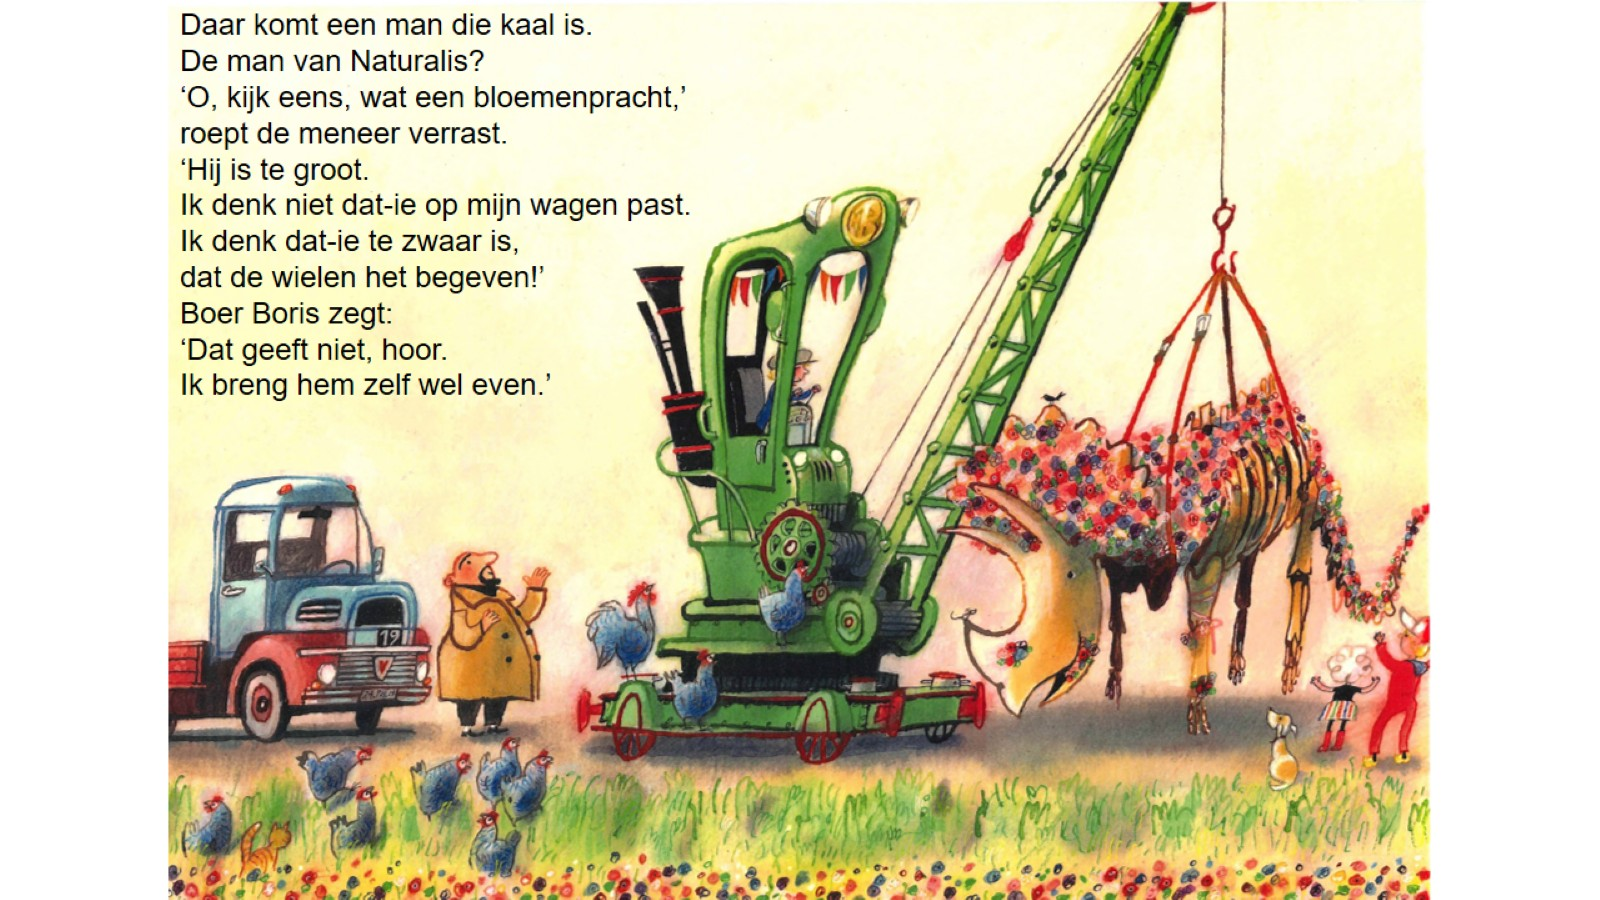 Daar komt een man die kaal is.
De man van Naturalis?
‘O, kijk eens, wat een bloemenpracht,’
roept de meneer verrast.
‘Hij is te groot.
Ik denk niet dat-ie op mijn wagen past.
Ik denk dat-ie te zwaar is,
dat de wielen het begeven!’
Boer Boris zegt:
‘Dat geeft niet, hoor.
Ik breng hem zelf wel even.’
BB
19